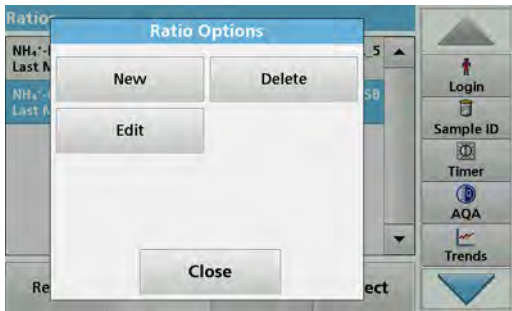 Ratio
Ratio Options
NH₄⁺-
_5
Last
New
Delete
NH₄⁺-
SB
Last
Edit
Close
Re
ect
Login
Sample ID
Timer
AQA
Trends